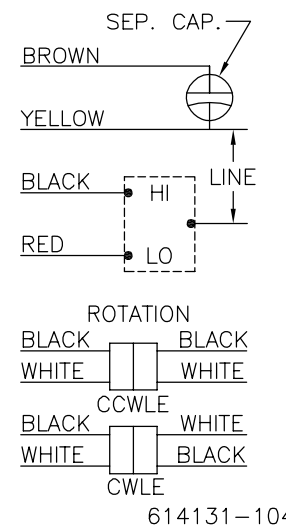 SEP. CAP.
BROWN
YELLOW
BLACK HI LINE
RED LO
ROTATION
BLACK BLACK
WHITE WHITE
CCWLE
BLACK WHITE
WHITE BLACK
CWLE
614131-104